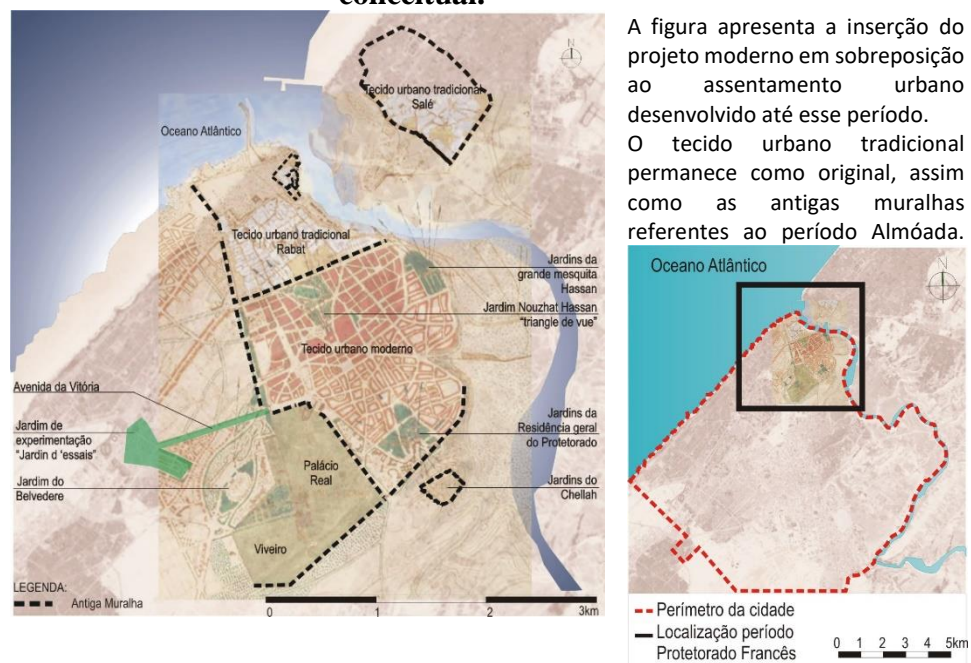 conceitual.
A figura apresenta a inserção do
projeto moderno em sobreposição
ao assentamento urbano
desenvolvido até esse período.
O tecido urbano tradicional
permanece como original, assim
como as antigas muralhas
referentes ao período Almóada.
N
Tecido urbano tradicional
Salé
Oceano Atlântico
Tecido urbano tradicional
Rabat
Jardins da
grande mesquita
Hassan
Jardim Nouzhat Hassan
"triangle de vue"
Tecido urbano moderno
Avenida da Vitória
Jardim de
experimentação
"Jardin d 'essais"
Jardim do
Belvedere
Jardins da
Residência geral
do Protetorado
Palácio
Real
Jardins do
Chellah
Viveiro
LEGENDA:
Antiga Muralha
0 1 2 3km
Oceano Atlântico
N
Perímetro da cidade
Localização período
Protetorado Francês
0 1 2 3 4 5km